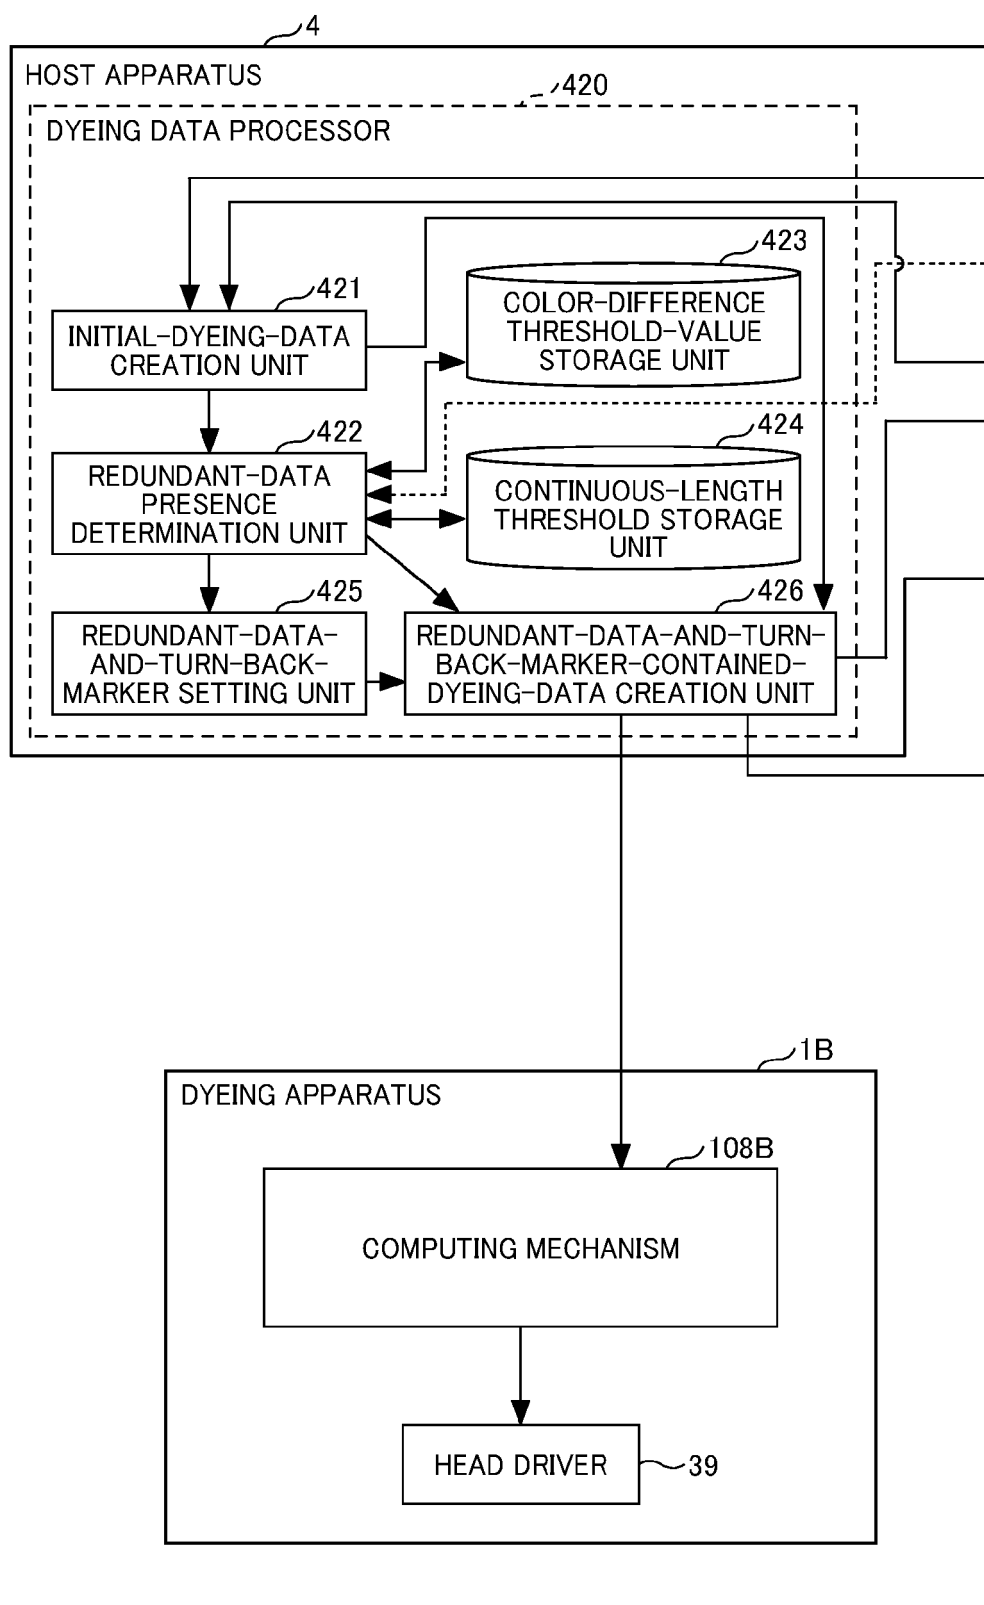 4
HOST APPARATUS
420
DYEING DATA PROCESSOR
423
421
INITIAL-DYEING-DATA
CREATION UNIT
COLOR-DIFFERENCE
THRESHOLD-VALUE
STORAGE UNIT
422
424
REDUNDANT-DATA
PRESENCE
DETERMINATION UNIT
CONTINUOUS-LENGTH
THRESHOLD STORAGE
UNIT
425
426
REDUNDANT-DATA-
AND-TURN-BACK-
MARKER SETTING UNIT
REDUNDANT-DATA-AND-TURN-
BACK-MARKER-CONTAINED-
DYEING-DATA CREATION UNIT
1B
DYEING APPARATUS
108B
COMPUTING MECHANISM
HEAD DRIVER
39